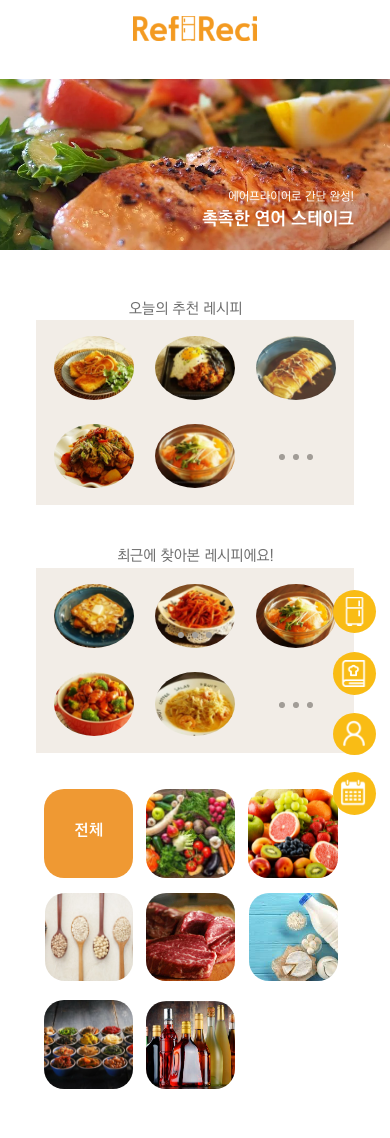 Ref Reci
에어프라이어로 간단 완성!
촉촉한 연어 스테이크
오늘의 추천 레시피
최근에 찾아본 레시피에요!
전체